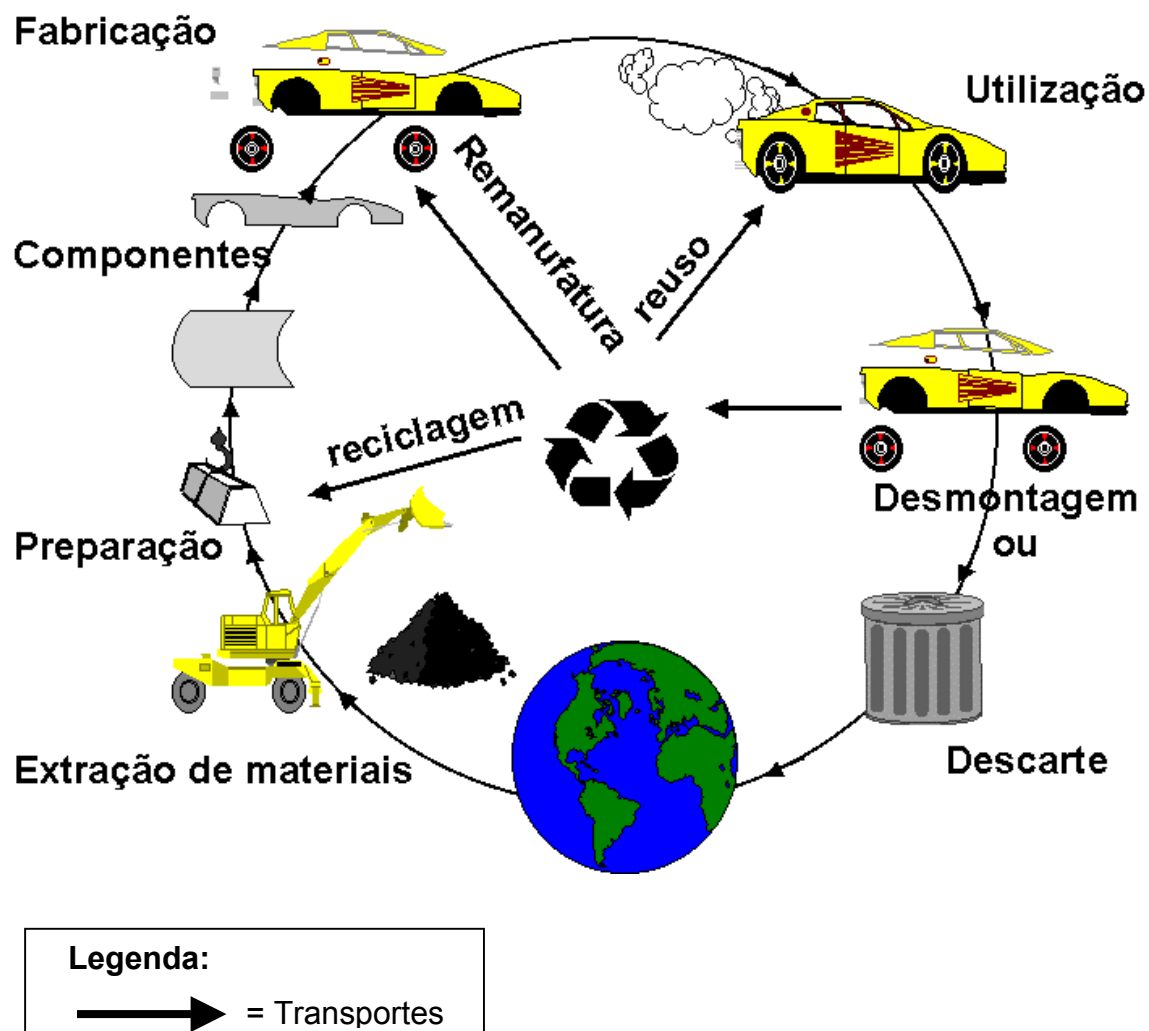 Fabricação
Utilização
Remanufatura
reuso
Componentes
reciclagem
Desmontagem
ou
Preparação
Descarte
Extração de materiais
Legenda:
= Transportes